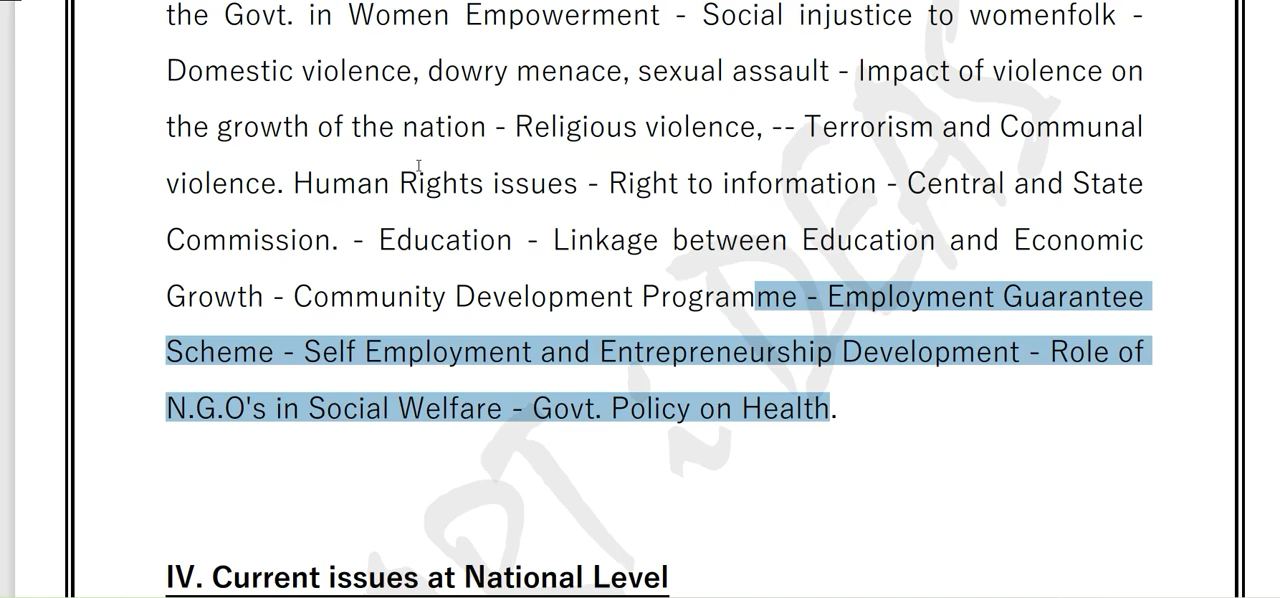 the Govt. in Women Empowerment - Social injustice to womenfolk -
Domestic violence, dowry menace, sexual assault - Impact of violence on
the growth of the nation - Religious violence, -- Terrorism and Communal
violence. Human Rights issues - Right to information - Central and State
Commission. - Education - Linkage between Education and Economic
Growth - Community Development Programme - Employment Guarantee
Scheme - Self Employment and Entrepreneurship Development - Role of
N.G.O's in Social Welfare - Govt. Policy on Health.
IV. Current issues at National Level